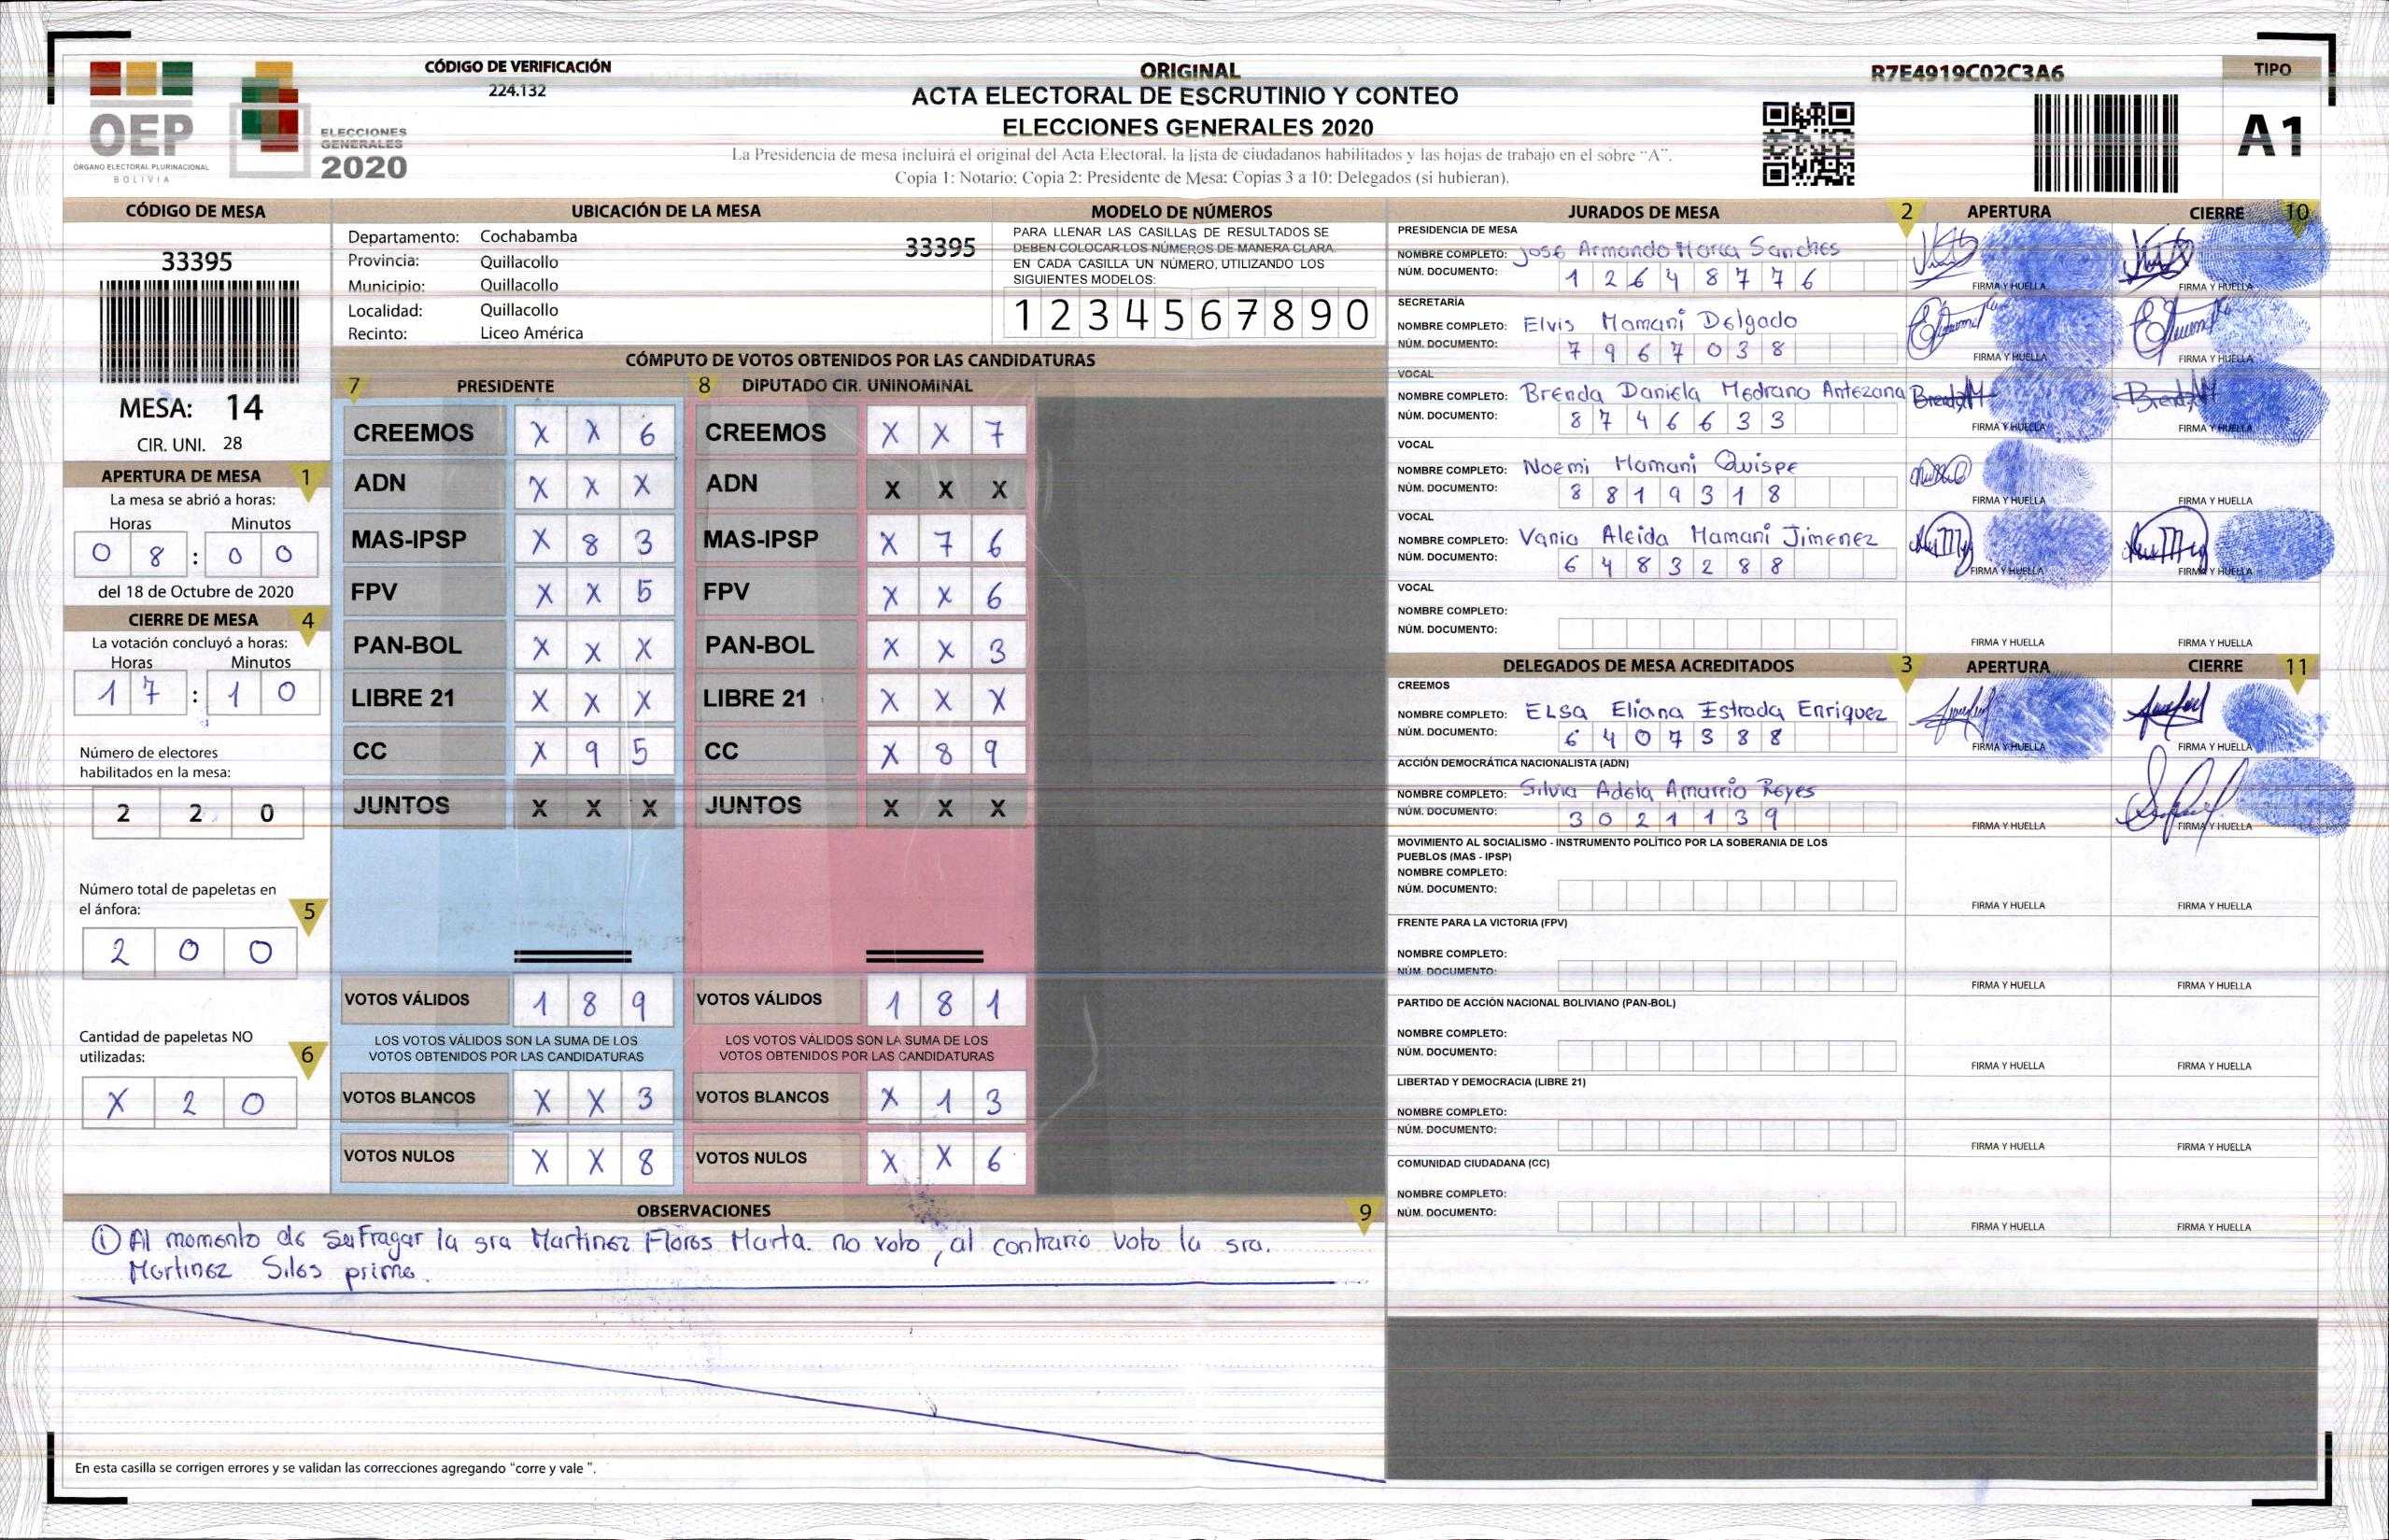 CÓDIGO DE VERIFICACIÓN
224.132
ORIGINAL
ACTA ELECTORAL DE ESCRUTINIO Y CONTEO
ELECCIONES GENERALES 2020
La Presidencia de mesa incluirá el original del Acta Electoral, la lista de ciudadanos habilitados y las hojas de trabajo en el sobre "A".
Copia 1: Notario; Copia 2: Presidente de Mesa; Copias 3 a 10: Delegados (si hubieran).
R7E4919C02C3A6
TIPO
A1
OEP
ÓRGANO ELECTORAL PLURINACIONAL
BOLIVIA
ELECCIONES
GENERALES
2020
CÓDIGO DE MESA
33395
MESA: 14
CIR. UNI. 28
APERTURA DE MESA 1
La mesa se abrió a horas:
Horas Minutos
0 8 : 0 0
del 18 de Octubre de 2020
CIERRE DE MESA 4
La votación concluyó a horas:
Horas Minutos
1 7 : 1 0
Número de electores
habilitados en la mesa:
2 2 0
Número total de papeletas en
el ánfora: 5
2 0 0
Cantidad de papeletas NO
utilizadas: 6
X 2 0
UBICACIÓN DE LA MESA
Departamento: Cochabamba 33395
Provincia: Quillacollo
Municipio: Quillacollo
Localidad: Quillacollo
Recinto: Liceo América
MODELO DE NÚMEROS
PARA LLENAR LAS CASILLAS DE RESULTADOS SE
DEBEN COLOCAR LOS NÚMEROS DE MANERA CLARA.
EN CADA CASILLA UN NÚMERO, UTILIZANDO LOS
SIGUIENTES MODELOS:
1 2 3 4 5 6 7 8 9 0
CÓMPUTO DE VOTOS OBTENIDOS POR LAS CANDIDATURAS
7 PRESIDENTE 8 DIPUTADO CIR. UNINOMINAL
CREEMOS X X 6 CREEMOS X X 7
ADN X X X ADN X X X
MAS-IPSP X 8 3 MAS-IPSP X 7 6
FPV X X 5 FPV X X 6
PAN-BOL X X X PAN-BOL X X 3
LIBRE 21 X X X LIBRE 21 X X X
CC X 9 5 CC X 8 9
JUNTOS X X X JUNTOS X X X
VOTOS VÁLIDOS 1 8 9 VOTOS VÁLIDOS 1 8 1
LOS VOTOS VÁLIDOS SON LA SUMA DE LOS LOS VOTOS VÁLIDOS SON LA SUMA DE LOS
VOTOS OBTENIDOS POR LAS CANDIDATURAS VOTOS OBTENIDOS POR LAS CANDIDATURAS
VOTOS BLANCOS X X 3 VOTOS BLANCOS X 1 3
VOTOS NULOS X X 8 VOTOS NULOS X X 6
OBSERVACIONES 9
① Al momento de sufragar la sra Martinez Flores Marta. no voto, al contrario voto la sra.
Martinez Siles prima.
En esta casilla se corrigen errores y se validan las correcciones agregando "corre y vale ".
JURADOS DE MESA 2 APERTURA CIERRE 10
PRESIDENCIA DE MESA
NOMBRE COMPLETO: Jose Armando Marca Sanches
NÚM. DOCUMENTO: 1 2 6 4 8 7 7 6
FIRMA Y HUELLA FIRMA Y HUELLA
SECRETARÍA
NOMBRE COMPLETO: Elvis Mamani Delgado
NÚM. DOCUMENTO: 7 9 6 7 0 3 8
FIRMA Y HUELLA FIRMA Y HUELLA
VOCAL
NOMBRE COMPLETO: Brenda Daniela Medrano Antezana
NÚM. DOCUMENTO: 8 7 4 6 6 3 3
FIRMA Y HUELLA FIRMA Y HUELLA
VOCAL
NOMBRE COMPLETO: Noemi Mamani Quispe
NÚM. DOCUMENTO: 8 8 1 9 3 1 8
FIRMA Y HUELLA FIRMA Y HUELLA
VOCAL
NOMBRE COMPLETO: Vania Aleida Mamani Jimenez
NÚM. DOCUMENTO: 6 4 8 3 2 8 8
FIRMA Y HUELLA FIRMA Y HUELLA
VOCAL
NOMBRE COMPLETO:
NÚM. DOCUMENTO:
FIRMA Y HUELLA FIRMA Y HUELLA
DELEGADOS DE MESA ACREDITADOS 3 APERTURA CIERRE 11
CREEMOS
NOMBRE COMPLETO: Elsa Eliana Estrada Enriquez
NÚM. DOCUMENTO: 6 4 0 7 3 8 8
FIRMA Y HUELLA FIRMA Y HUELLA
ACCIÓN DEMOCRÁTICA NACIONALISTA (ADN)
NOMBRE COMPLETO: Silvia Adela Amurrio Reyes
NÚM. DOCUMENTO: 3 0 2 1 1 3 9
FIRMA Y HUELLA FIRMA Y HUELLA
MOVIMIENTO AL SOCIALISMO - INSTRUMENTO POLÍTICO POR LA SOBERANIA DE LOS
PUEBLOS (MAS - IPSP)
NOMBRE COMPLETO:
NÚM. DOCUMENTO:
FIRMA Y HUELLA FIRMA Y HUELLA
FRENTE PARA LA VICTORIA (FPV)
NOMBRE COMPLETO:
NÚM. DOCUMENTO:
FIRMA Y HUELLA FIRMA Y HUELLA
PARTIDO DE ACCIÓN NACIONAL BOLIVIANO (PAN-BOL)
NOMBRE COMPLETO:
NÚM. DOCUMENTO:
FIRMA Y HUELLA FIRMA Y HUELLA
LIBERTAD Y DEMOCRACIA (LIBRE 21)
NOMBRE COMPLETO:
NÚM. DOCUMENTO:
FIRMA Y HUELLA FIRMA Y HUELLA
COMUNIDAD CIUDADANA (CC)
NOMBRE COMPLETO:
NÚM. DOCUMENTO:
FIRMA Y HUELLA FIRMA Y HUELLA